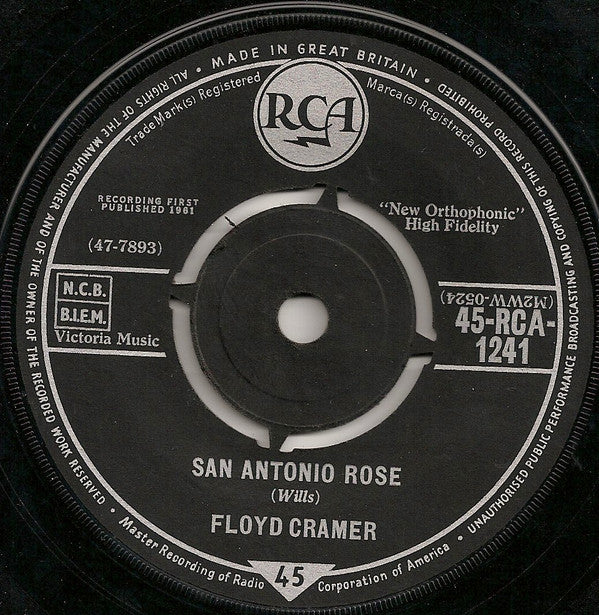 ALL RIGHTS OF THE MANUFACTURER AND OF THE OWNER OF THE RECORDED WORK RESERVED • MADE IN GREAT BRITAIN • UNAUTHORISED PUBLIC PERFORMANCE BROADCASTING AND COPYING OF THIS RECORD PROHIBITED
Trade Mark(s) Registered
RCA
Marca(s) Registrada(s)
RECORDING FIRST
PUBLISHED 1961
(47-7893)
"New Orthophonic"
High Fidelity
N.C.B.
B.I.E.M.
Victoria Music
(M2WW-0524)
45-RCA-
1241
SAN ANTONIO ROSE
(Wills)
FLOYD CRAMER
• Master Recording of Radio Corporation of America •
45